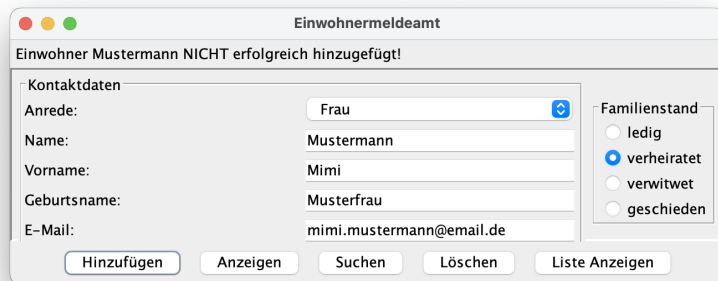 Einwohnermeldeamt
Einwohner Mustermann NICHT erfolgreich hinzugefügt!
Kontaktdaten
Anrede: Frau
Name: Mustermann
Vorname: Mimi
Geburtsname: Musterfrau
E-Mail: mimi.mustermann@email.de
Familienstand
ledig
verheiratet
verwitwet
geschieden
Hinzufügen Anzeigen Suchen Löschen Liste Anzeigen